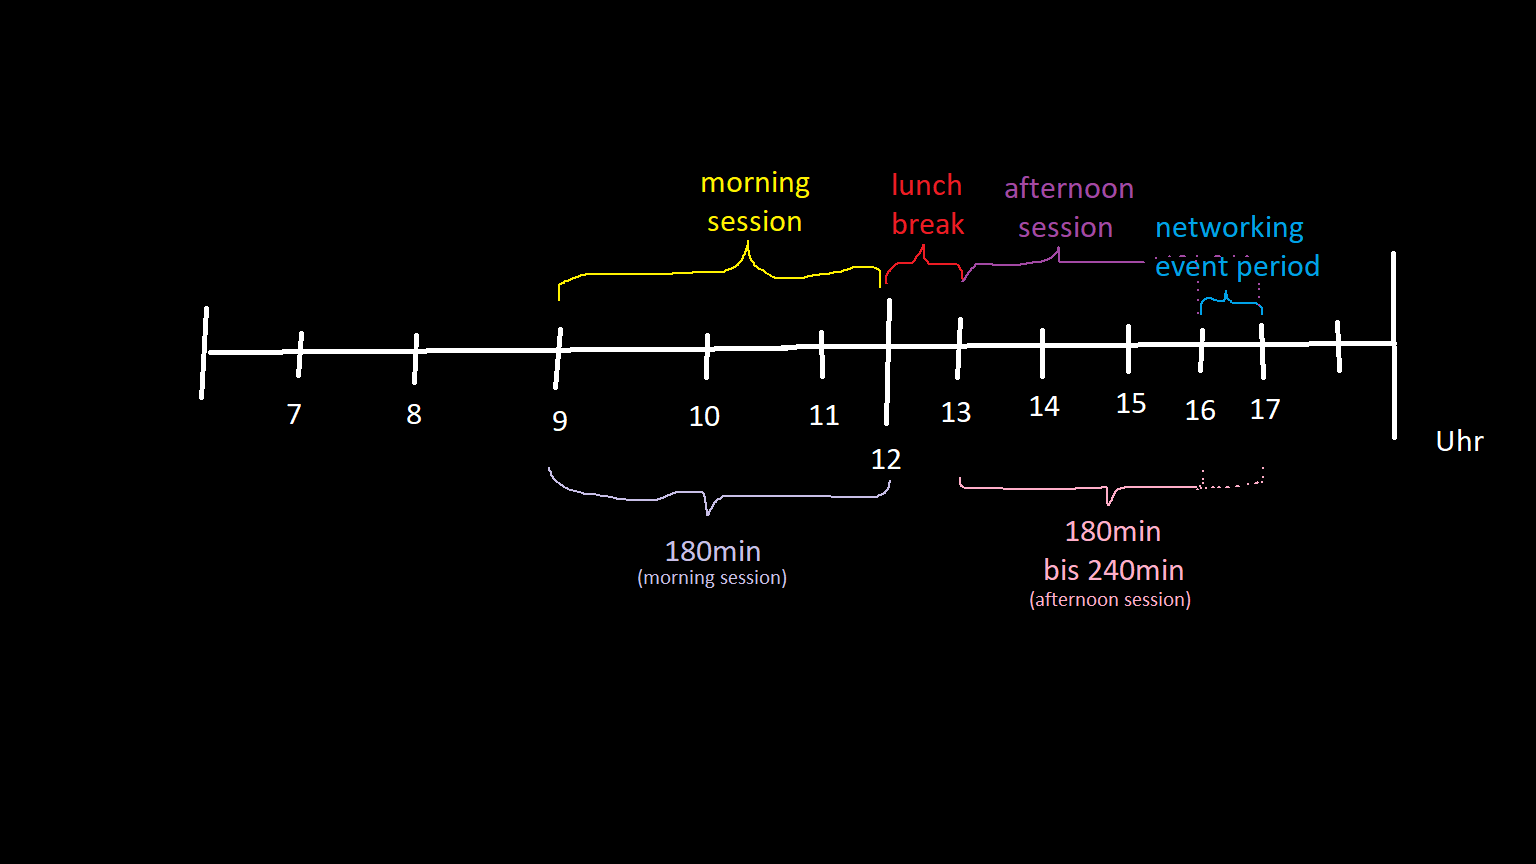 morning
session
lunch
break
afternoon
session
networking
event period
7
8
9
10
11
12
13
14
15
16
17
Uhr
180min
(morning session)
180min
bis 240min
(afternoon session)